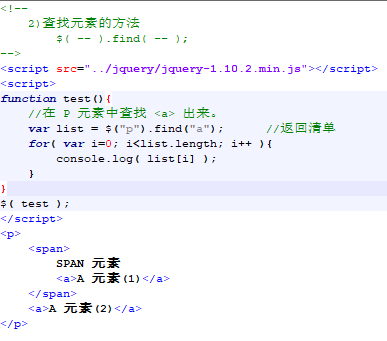 <!--
2)查找元素的方法
$( -- ).find( -- );
-->
<script src="../jquery/jquery-1.10.2.min.js"></script>
<script>
function test(){
//在 P 元素中查找 <a> 出来。
var list = $("p").find("a"); //返回清单
for( var i=0; i<list.length; i++ ){
console.log( list[i] );
}
}
$( test );
</script>
<p>
<span>
SPAN 元素
<a>A 元素(1)</a>
</span>
<a>A 元素(2)</a>
</p>